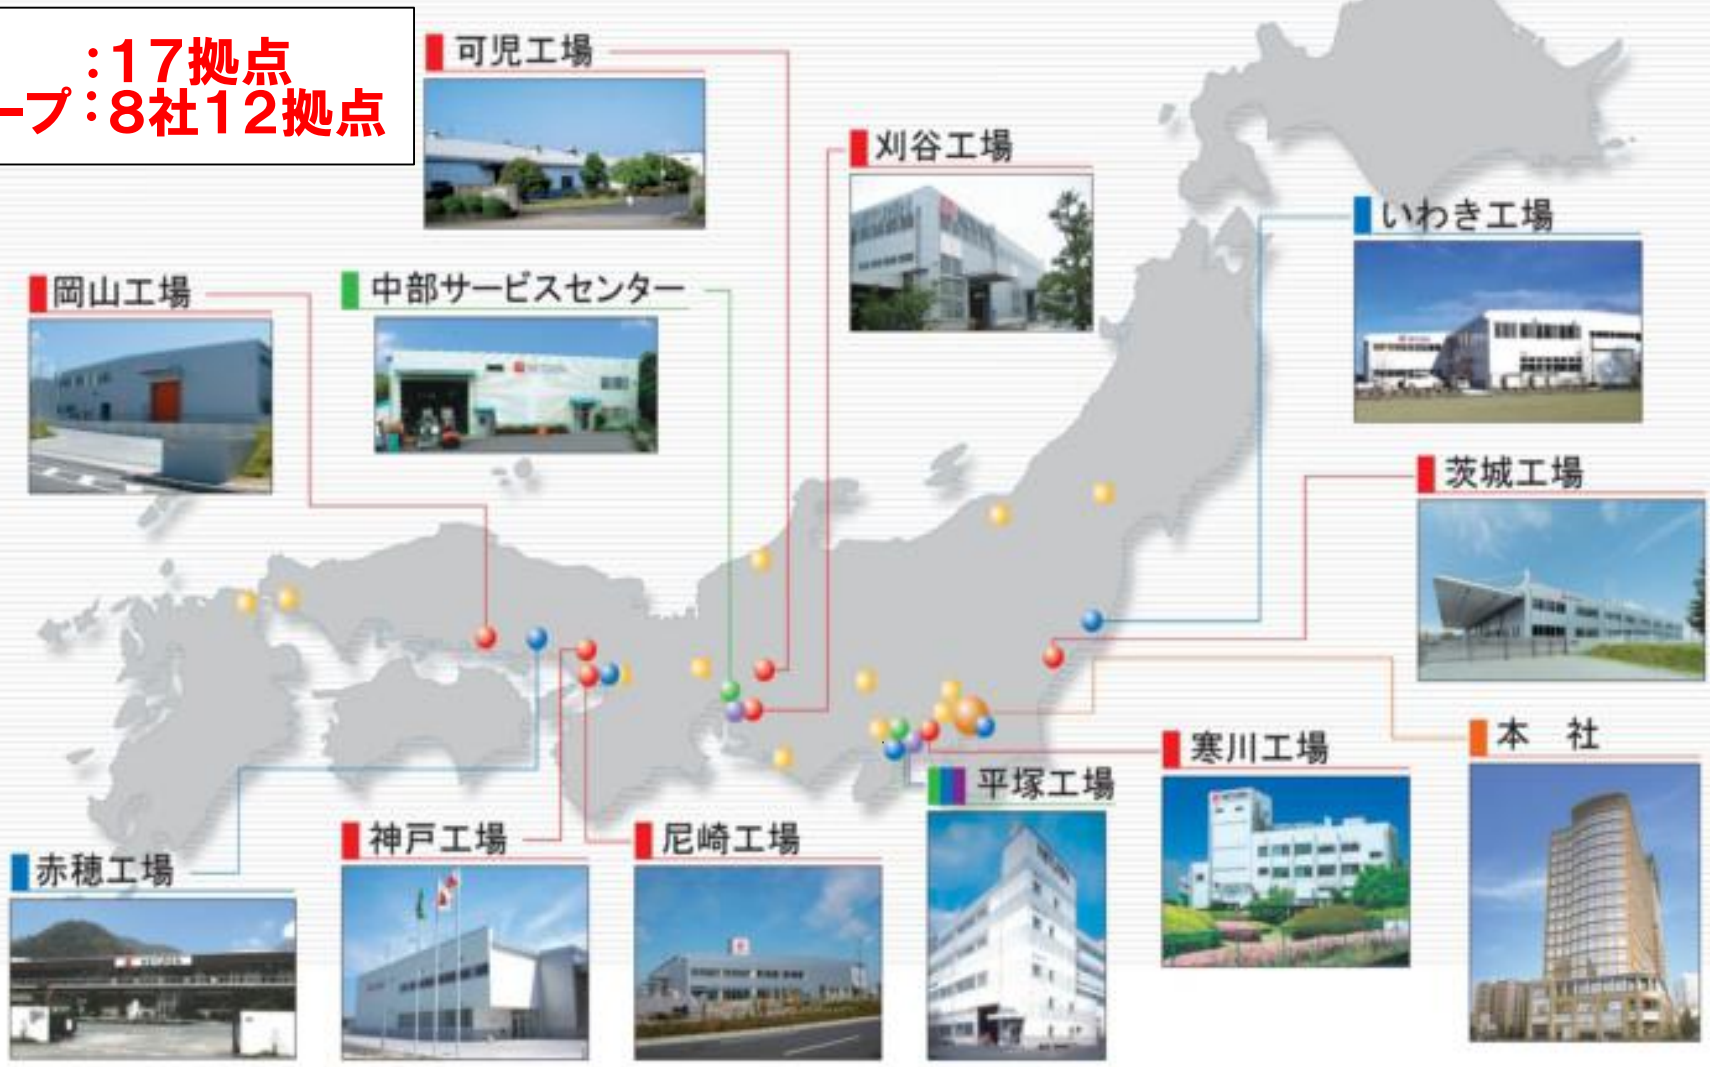 :17拠点
ープ:8社12拠点
可児工場
刈谷工場
いわき工場
岡山工場
中部サービスセンター
茨城工場
本 社
寒川工場
平塚工場
神戸工場
尼崎工場
赤穂工場